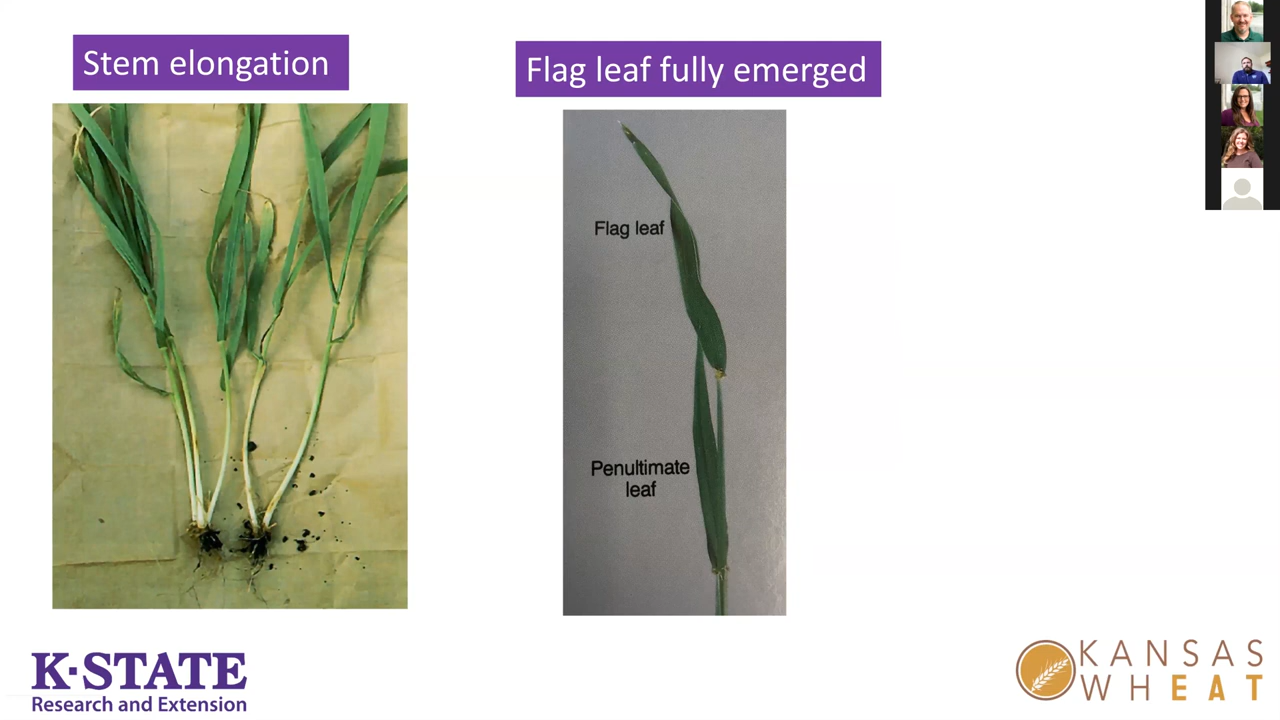 Stem elongation
Flag leaf fully emerged
Flag leaf
Penultimate
leaf
K·STATE
Research and Extension
KANSAS
WHEAT